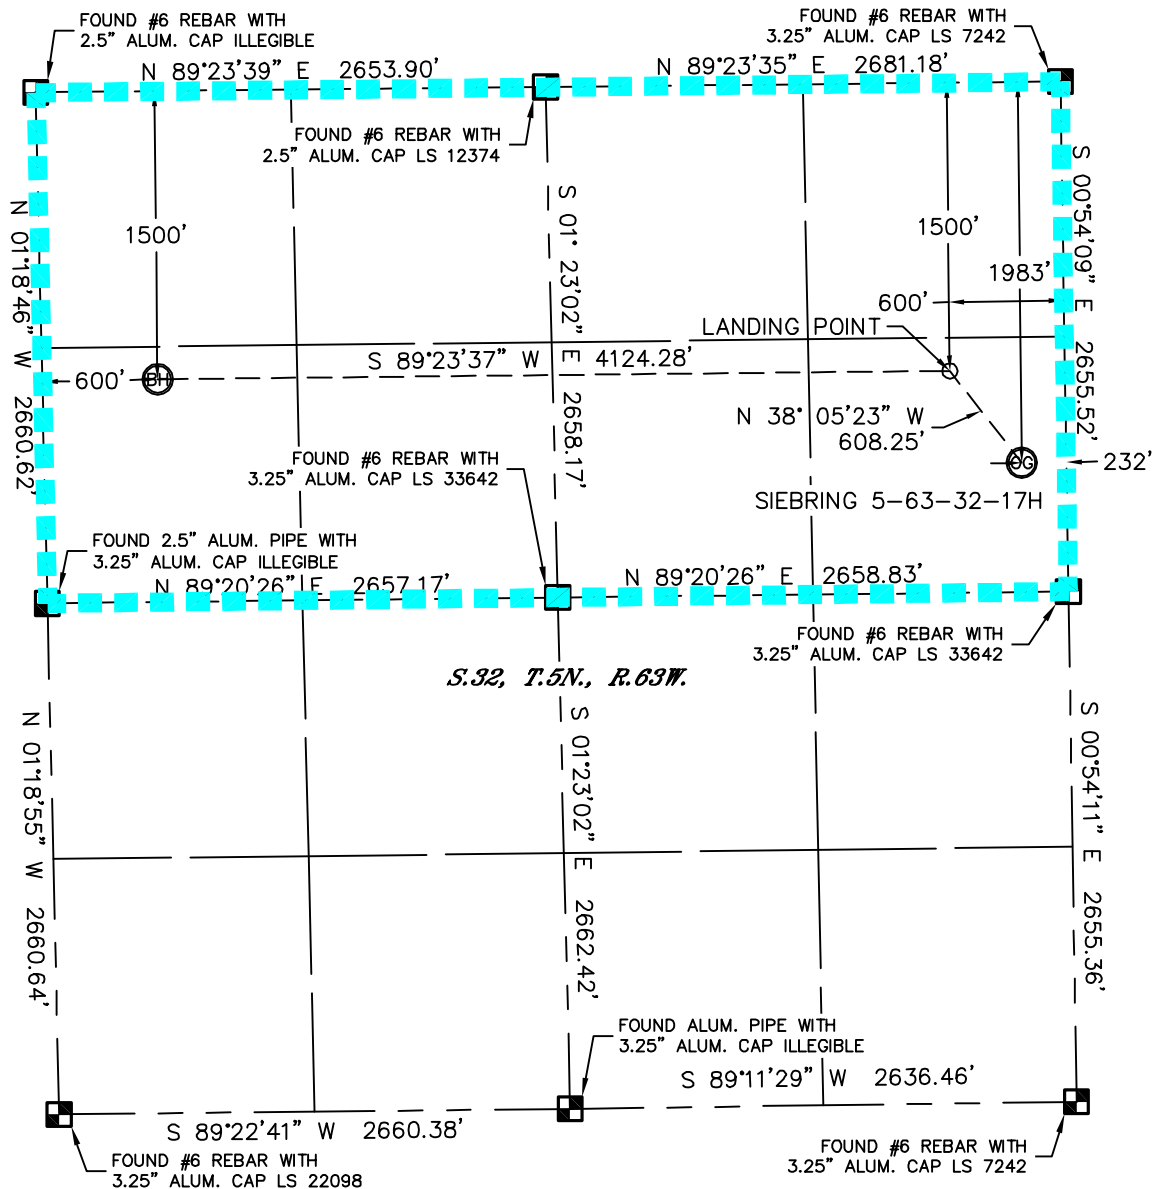 FOUND #6 REBAR WITH
2.5" ALUM. CAP ILLEGIBLE
FOUND #6 REBAR WITH
3.25" ALUM. CAP LS 7242
N 89°23'39" E 2653.90'
N 89°23'35" E 2681.18'
FOUND #6 REBAR WITH
2.5" ALUM. CAP LS 12374
N 01°18'46" W 2660.62'
S 01° 23'02" E 2658.17'
S 00°54'09" E 2655.52'
1500'
1500'
1983'
600'
LANDING POINT
S 89°23'37" W 4124.28'
600'
BH
N 38° 05'23" W
608.25'
FOUND #6 REBAR WITH
3.25" ALUM. CAP LS 33642
OG
232'
SIEBRING 5-63-32-17H
FOUND 2.5" ALUM. PIPE WITH
3.25" ALUM. CAP ILLEGIBLE
N 89°20'26" E 2657.17'
N 89°20'26" E 2658.83'
FOUND #6 REBAR WITH
3.25" ALUM. CAP LS 33642
S.32, T.5N., R.63W.
N 01°18'55" W 2660.64'
S 01°23'02" E 2662.42'
S 00°54'11" E 2655.36'
FOUND ALUM. PIPE WITH
3.25" ALUM. CAP ILLEGIBLE
S 89°11'29" W 2636.46'
S 89°22'41" W 2660.38'
FOUND #6 REBAR WITH
3.25" ALUM. CAP LS 22098
FOUND #6 REBAR WITH
3.25" ALUM. CAP LS 7242